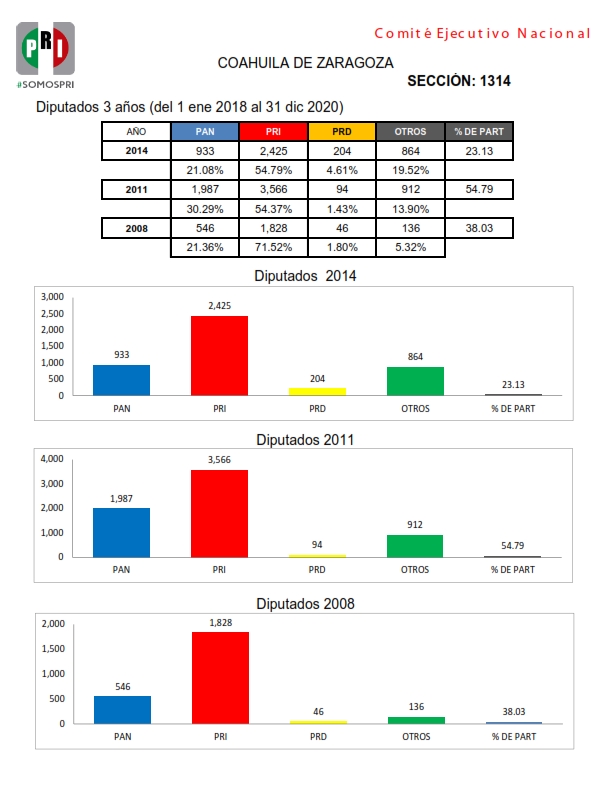 Comité Ejecutivo Nacional
PRI
#SOMOSPRI
COAHUILA DE ZARAGOZA
SECCIÓN: 1314
Diputados 3 años (del 1 ene 2018 al 31 dic 2020)
AÑO PAN PRI PRD OTROS % DE PART
2014 933 2,425 204 864 23.13
21.08% 54.79% 4.61% 19.52%
2011 1,987 3,566 94 912 54.79
30.29% 54.37% 1.43% 13.90%
2008 546 1,828 46 136 38.03
21.36% 71.52% 1.80% 5.32%
Diputados 2014
3,000
2,500
2,000
1,500
1,000
500
0
933 2,425 204 864 23.13
PAN PRI PRD OTROS % DE PART
Diputados 2011
4,000
3,000
2,000
1,000
0
1,987 3,566 94 912 54.79
PAN PRI PRD OTROS % DE PART
Diputados 2008
2,000
1,500
1,000
500
0
546 1,828 46 136 38.03
PAN PRI PRD OTROS % DE PART